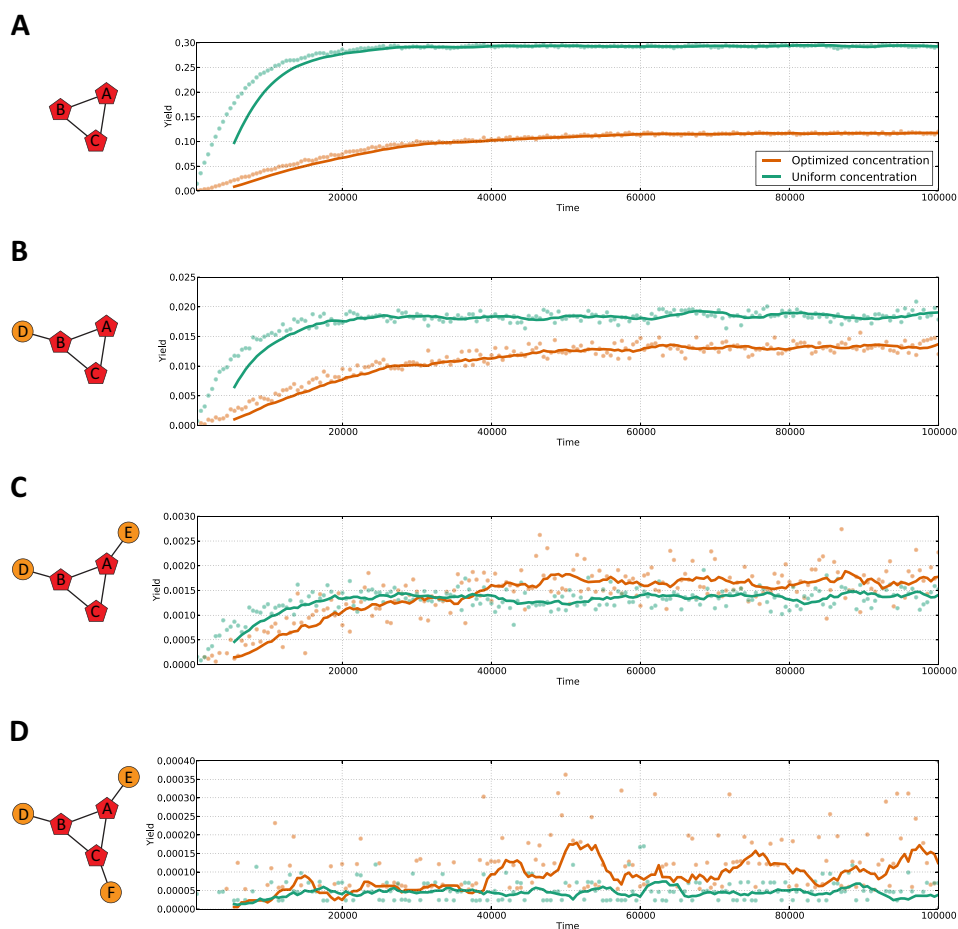 A
0.30
0.25
0.20
0.15
0.10
0.05
0.00
Yield
20000 40000 60000 80000 100000
Time
Optimized concentration
Uniform concentration
A
B
C
B
0.025
0.020
0.015
0.010
0.005
0.000
Yield
20000 40000 60000 80000 100000
Time
D
B
A
C
C
0.0030
0.0025
0.0020
0.0015
0.0010
0.0005
0.0000
Yield
20000 40000 60000 80000 100000
Time
E
D
B
A
C
D
0.00040
0.00035
0.00030
0.00025
0.00020
0.00015
0.00010
0.00005
0.00000
Yield
20000 40000 60000 80000 100000
Time
E
D
B
A
C
F